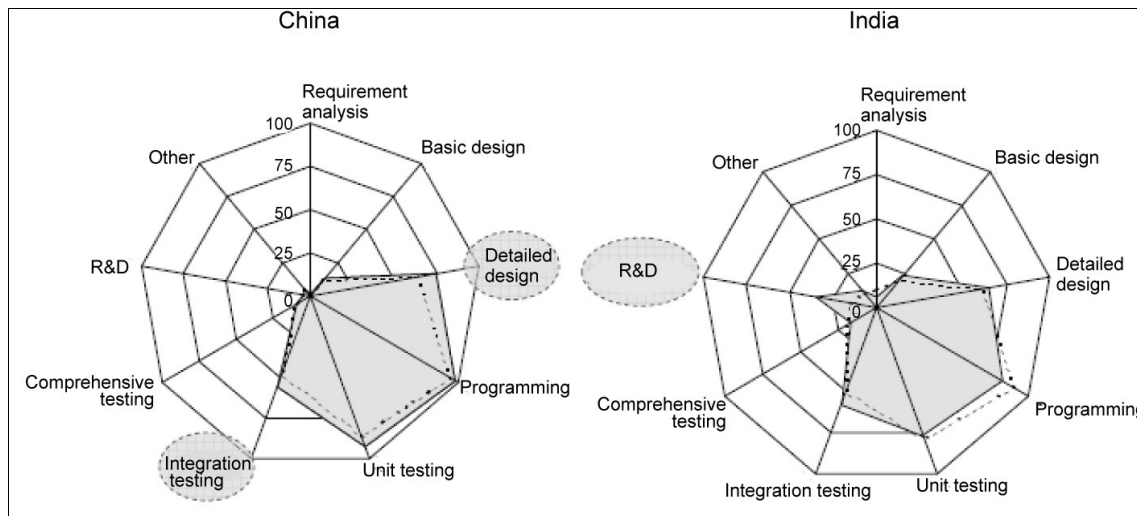 China
Requirement
analysis
100
75
50
25
0
Other
Basic design
R&D
Detailed
design
Comprehensive
testing
Programming
Integration
testing
Unit testing
India
Requirement
analysis
100
75
50
25
0
Other
Basic design
R&D
Detailed
design
Comprehensive
testing
Programming
Integration testing
Unit testing